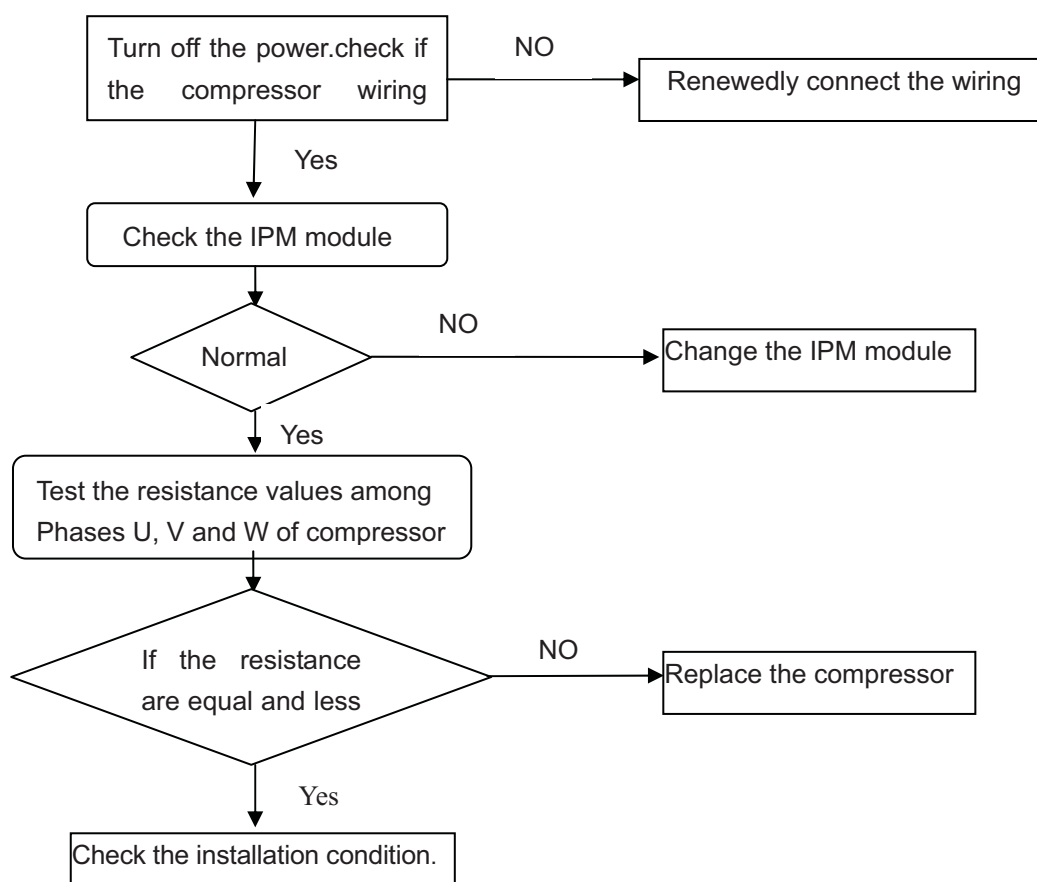 Turn off the power.check if
the compressor wiring
NO
Renewedly connect the wiring
Yes
Check the IPM module
Normal
NO
Change the IPM module
Yes
Test the resistance values among
Phases U, V and W of compressor
If the resistance
are equal and less
NO
Replace the compressor
Yes
Check the installation condition.